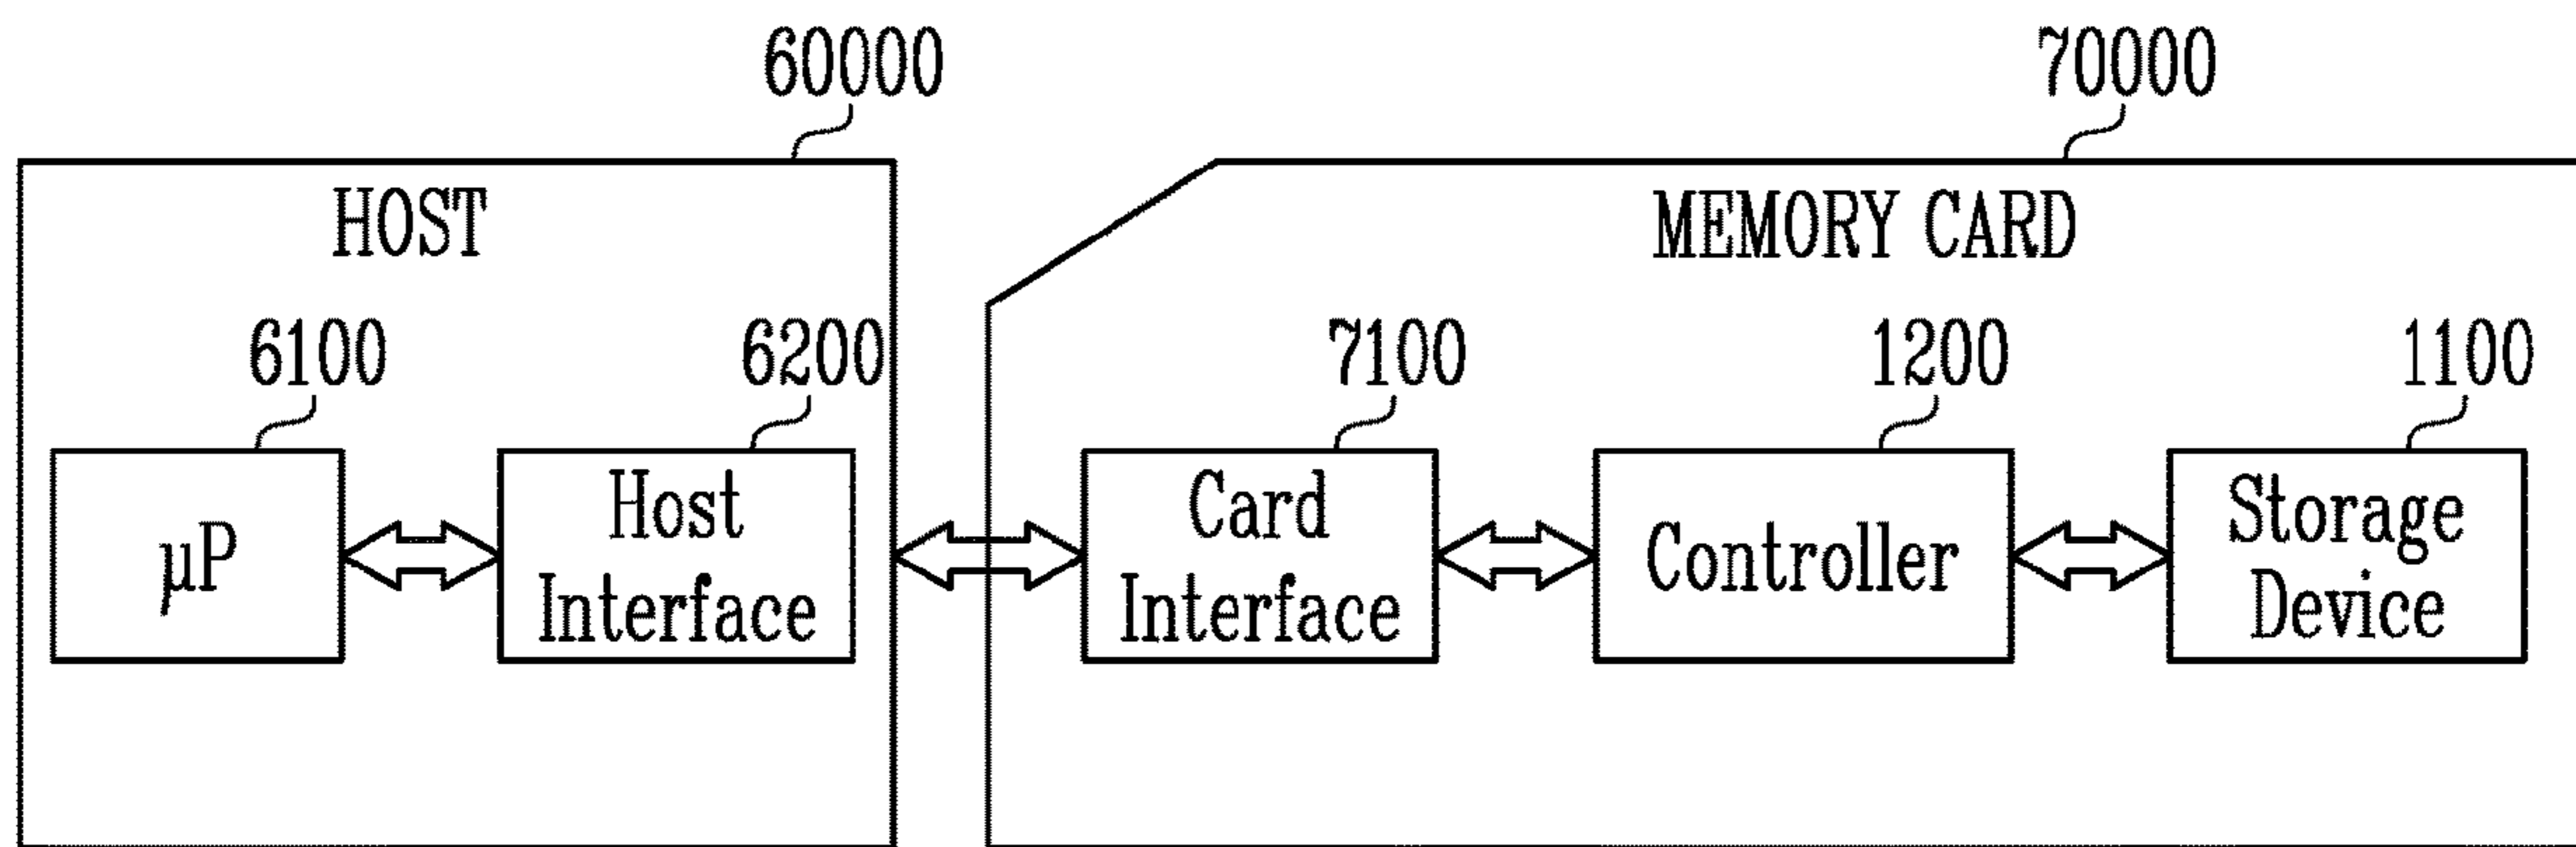 60000
70000
HOST
MEMORY CARD
6100
6200
7100
1200
1100
µP
Host
Interface
Card
Interface
Controller
Storage
Device